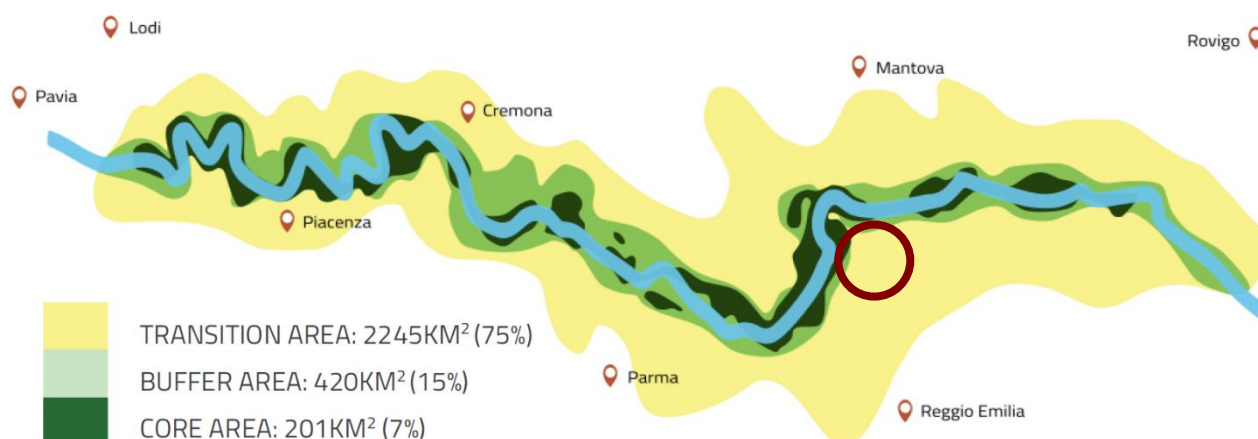 Lodi
Rovigo
Mantova
Pavia
Cremona
Piacenza
TRANSITION AREA: 2245KM² (75%)
BUFFER AREA: 420KM² (15%)
Parma
Reggio Emilia
CORE AREA: 201KM² (7%)